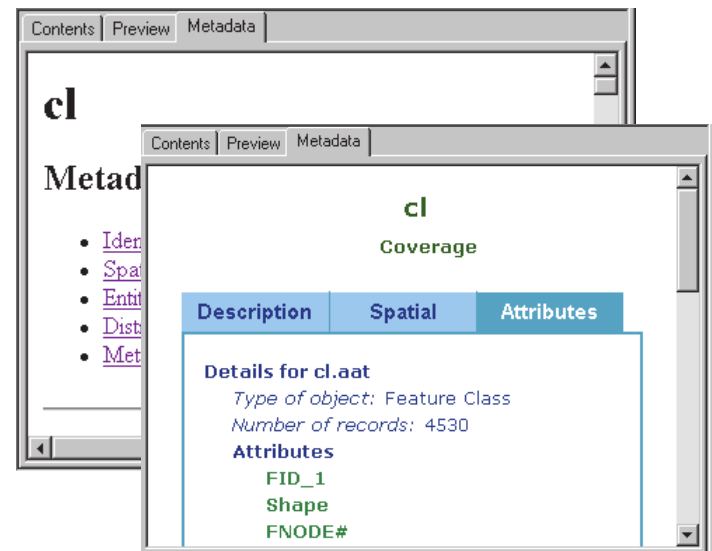 Contents Preview Metadata
cl
Contents Preview Metadata
cl
Coverage
Description Spatial Attributes
Details for cl.aat
Type of object: Feature Class
Number of records: 4530
Attributes
FID_1
Shape
FNODE#